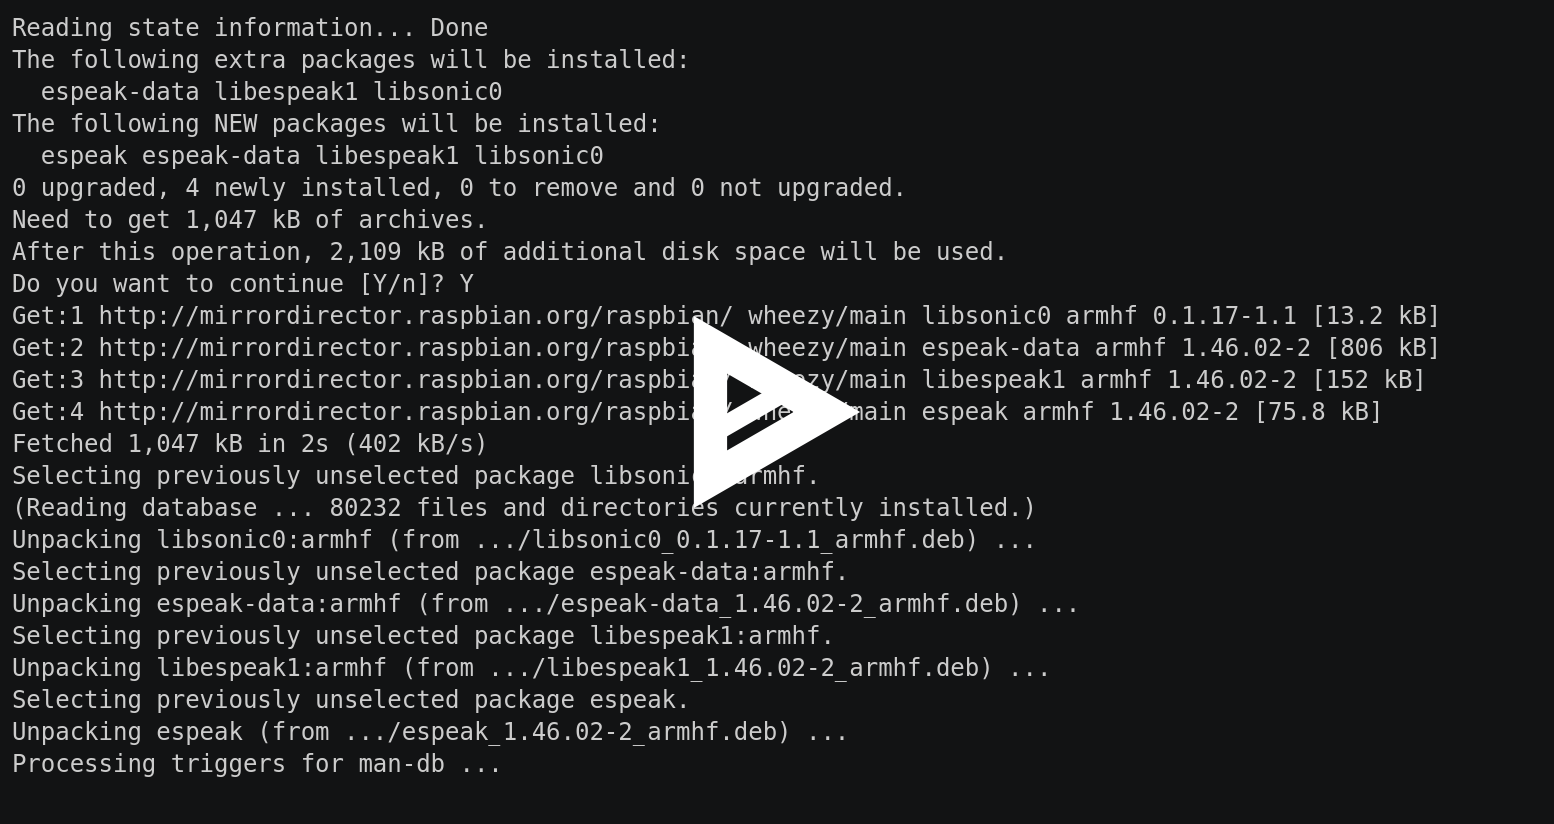 Reading state information... Done
The following extra packages will be installed:
  espeak-data libespeak1 libsonic0
The following NEW packages will be installed:
  espeak espeak-data libespeak1 libsonic0
0 upgraded, 4 newly installed, 0 to remove and 0 not upgraded.
Need to get 1,047 kB of archives.
After this operation, 2,109 kB of additional disk space will be used.
Do you want to continue [Y/n]? Y
Get:1 http://mirrordirector.raspbian.org/raspbian/ wheezy/main libsonic0 armhf 0.1.17-1.1 [13.2 kB]
Get:2 http://mirrordirector.raspbian.org/raspbian/ wheezy/main espeak-data armhf 1.46.02-2 [806 kB]
Get:3 http://mirrordirector.raspbian.org/raspbian/ wheezy/main libespeak1 armhf 1.46.02-2 [152 kB]
Get:4 http://mirrordirector.raspbian.org/raspbian/ wheezy/main espeak armhf 1.46.02-2 [75.8 kB]
Fetched 1,047 kB in 2s (402 kB/s)
Selecting previously unselected package libsonic0:armhf.
(Reading database ... 80232 files and directories currently installed.)
Unpacking libsonic0:armhf (from .../libsonic0_0.1.17-1.1_armhf.deb) ...
Selecting previously unselected package espeak-data:armhf.
Unpacking espeak-data:armhf (from .../espeak-data_1.46.02-2_armhf.deb) ...
Selecting previously unselected package libespeak1:armhf.
Unpacking libespeak1:armhf (from .../libespeak1_1.46.02-2_armhf.deb) ...
Selecting previously unselected package espeak.
Unpacking espeak (from .../espeak_1.46.02-2_armhf.deb) ...
Processing triggers for man-db ...